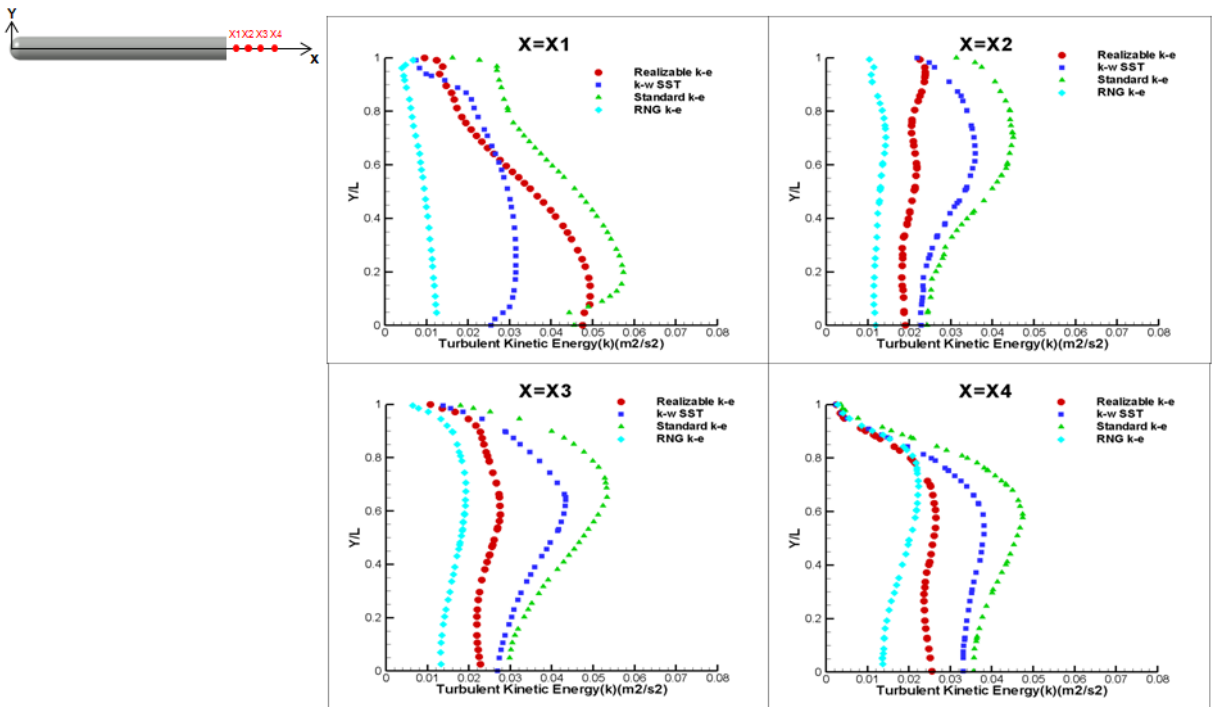 Y
X1 X2 X3 X4
X
X=X1
Realizable k-e
k-w SST
Standard k-e
RNG k-e
Y/L
1
0.8
0.6
0.4
0.2
0
0 0.01 0.02 0.03 0.04 0.05 0.06 0.07 0.08
Turbulent Kinetic Energy(k)(m2/s2)
X=X2
Realizable k-e
k-w SST
Standard k-e
RNG k-e
Y/L
1
0.8
0.6
0.4
0.2
0
0 0.01 0.02 0.03 0.04 0.05 0.06 0.07 0.08
Turbulent Kinetic Energy(k)(m2/s2)
X=X3
Realizable k-e
k-w SST
Standard k-e
RNG k-e
Y/L
1
0.8
0.6
0.4
0.2
0
0 0.01 0.02 0.03 0.04 0.05 0.06 0.07 0.08
Turbulent Kinetic Energy(k)(m2/s2)
X=X4
Realizable k-e
k-w SST
Standard k-e
RNG k-e
Y/L
1
0.8
0.6
0.4
0.2
0
0 0.01 0.02 0.03 0.04 0.05 0.06 0.07 0.08
Turbulent Kinetic Energy(k)(m2/s2)